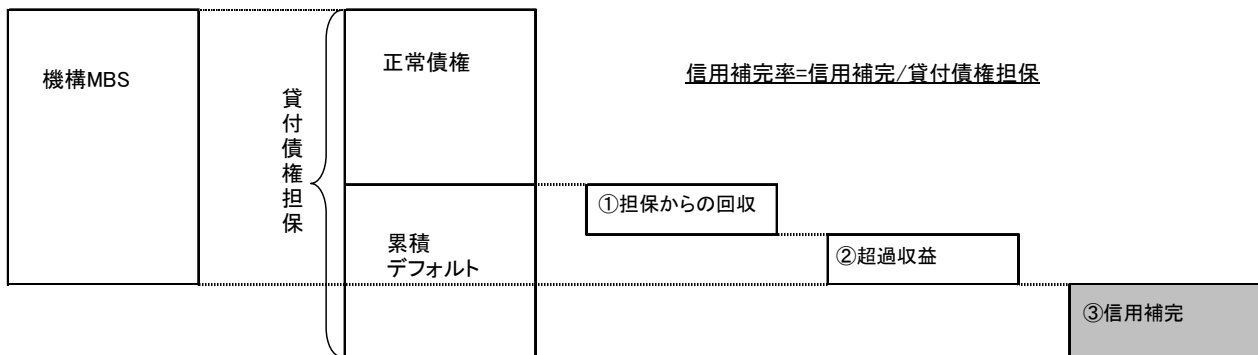 機構MBS
貸付債権担保
正常債権
累積
デフォルト
信用補完率=信用補完/貸付債権担保
①担保からの回収
②超過収益
③信用補完